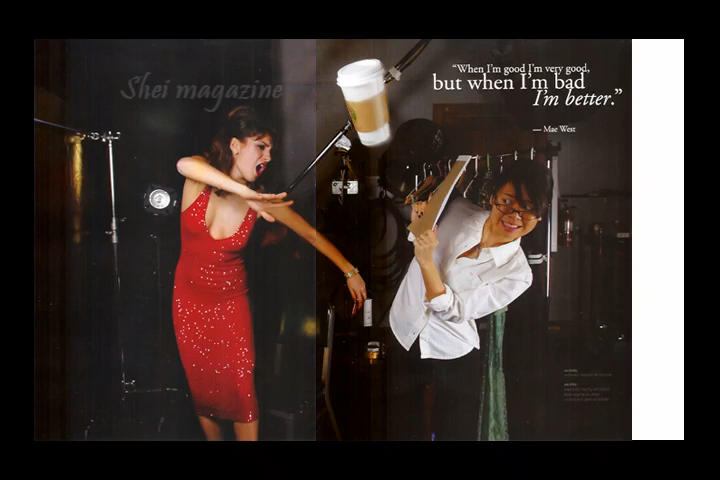 Shei magazine
“When I'm good I'm very good,
but when I'm bad
I'm better.”
— Mae West